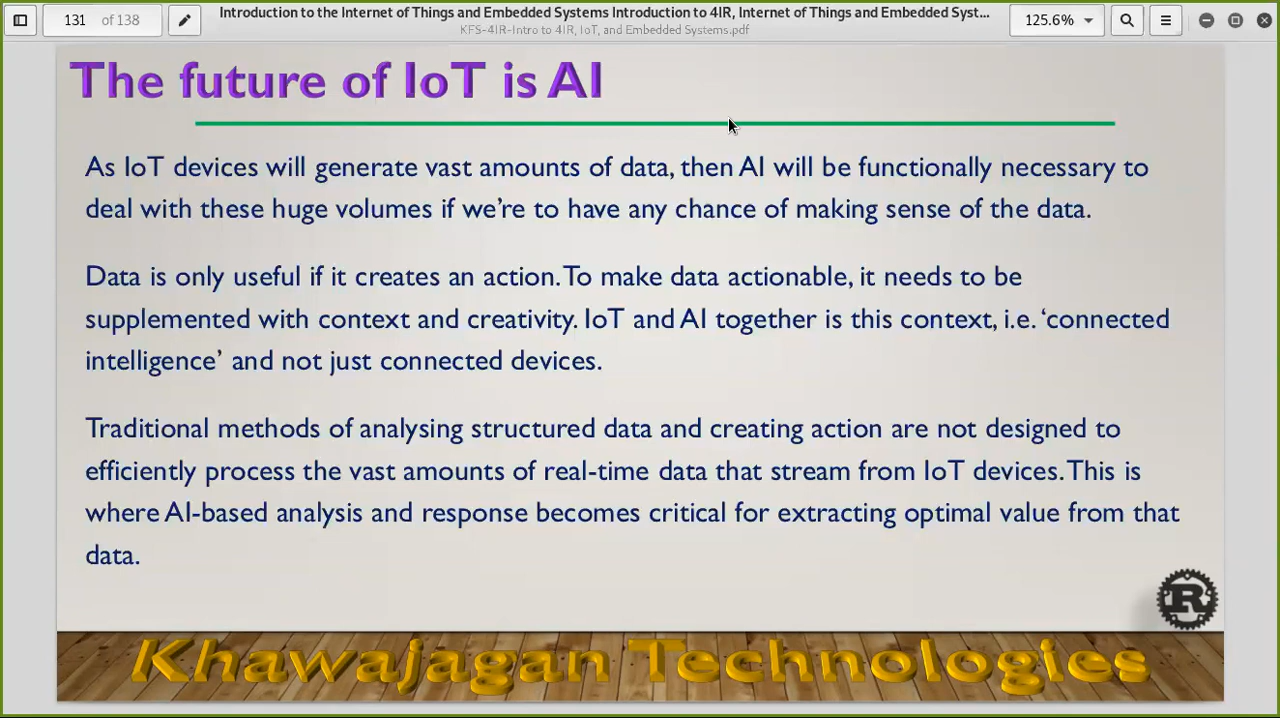 131 of 138
Introduction to the Internet of Things and Embedded Systems Introduction to 4IR, Internet of Things and Embedded Syst...
KFS-4IR-Intro to 4IR, IoT, and Embedded Systems.pdf
125.6%
The future of IoT is AI
As IoT devices will generate vast amounts of data, then AI will be functionally necessary to
deal with these huge volumes if we’re to have any chance of making sense of the data.
Data is only useful if it creates an action. To make data actionable, it needs to be
supplemented with context and creativity. IoT and AI together is this context, i.e. ‘connected
intelligence’ and not just connected devices.
Traditional methods of analysing structured data and creating action are not designed to
efficiently process the vast amounts of real-time data that stream from IoT devices. This is
where AI-based analysis and response becomes critical for extracting optimal value from that
data.
R
Khawajagan Technologies